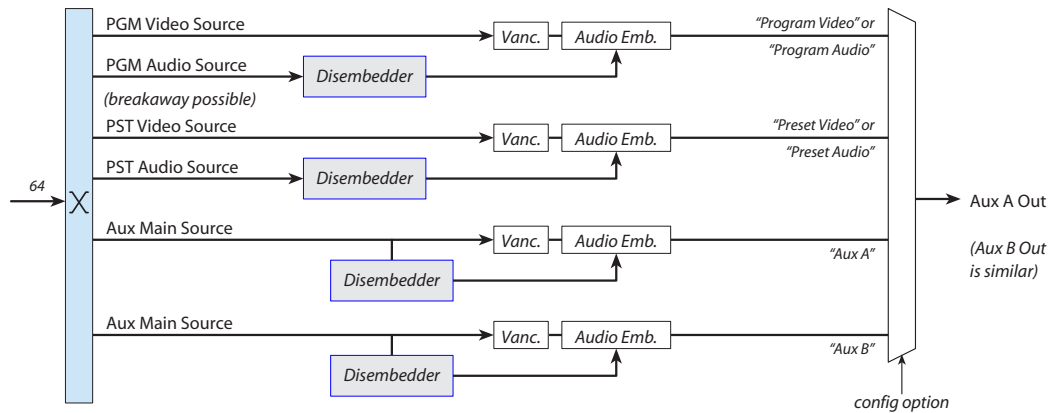 PGM Video Source
Vanc.
Audio Emb.
“Program Video” or
“Program Audio”
PGM Audio Source
Disembedder
(breakaway possible)
PST Video Source
Vanc.
Audio Emb.
“Preset Video” or
“Preset Audio”
PST Audio Source
Disembedder
64
Aux A Out
Aux Main Source
Vanc.
Audio Emb.
“Aux A”
(Aux B Out
is similar)
Disembedder
Aux Main Source
Vanc.
Audio Emb.
“Aux B”
Disembedder
config option